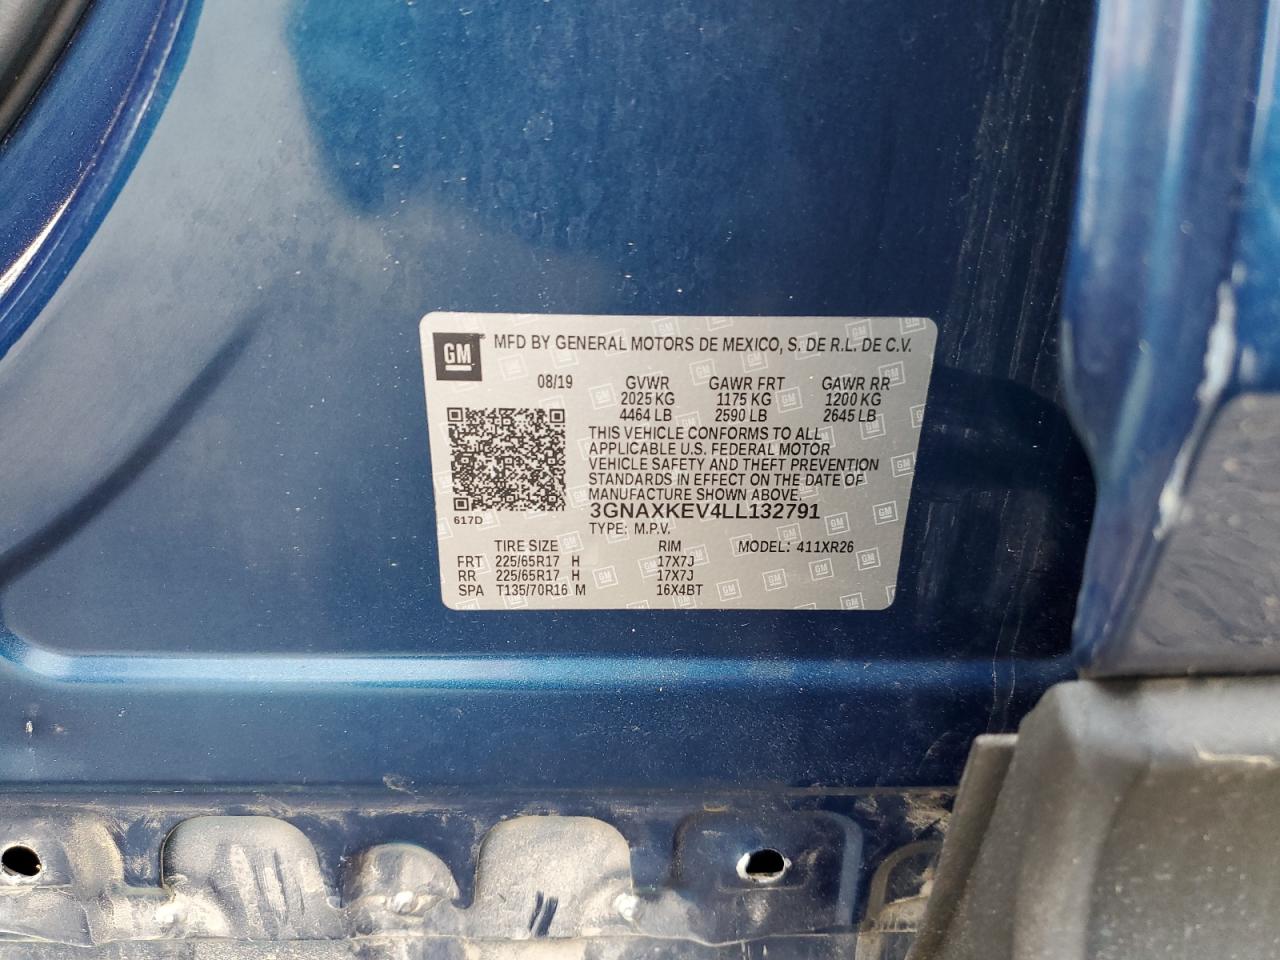 GM MFD BY GENERAL MOTORS DE MEXICO, S. DE R.L. DE C.V.
08/19 GVWR GAWR FRT GAWR RR
2025 KG 1175 KG 1200 KG
4464 LB 2590 LB 2645 LB
THIS VEHICLE CONFORMS TO ALL
APPLICABLE U.S. FEDERAL MOTOR
VEHICLE SAFETY AND THEFT PREVENTION
STANDARDS IN EFFECT ON THE DATE OF
MANUFACTURE SHOWN ABOVE.
617D 3GNAXKEV4LL132791
TYPE: M.P.V.
TIRE SIZE RIM MODEL: 411XR26
FRT 225/65R17 H 17X7J
RR 225/65R17 H 17X7J
SPA T135/70R16 M 16X4BT